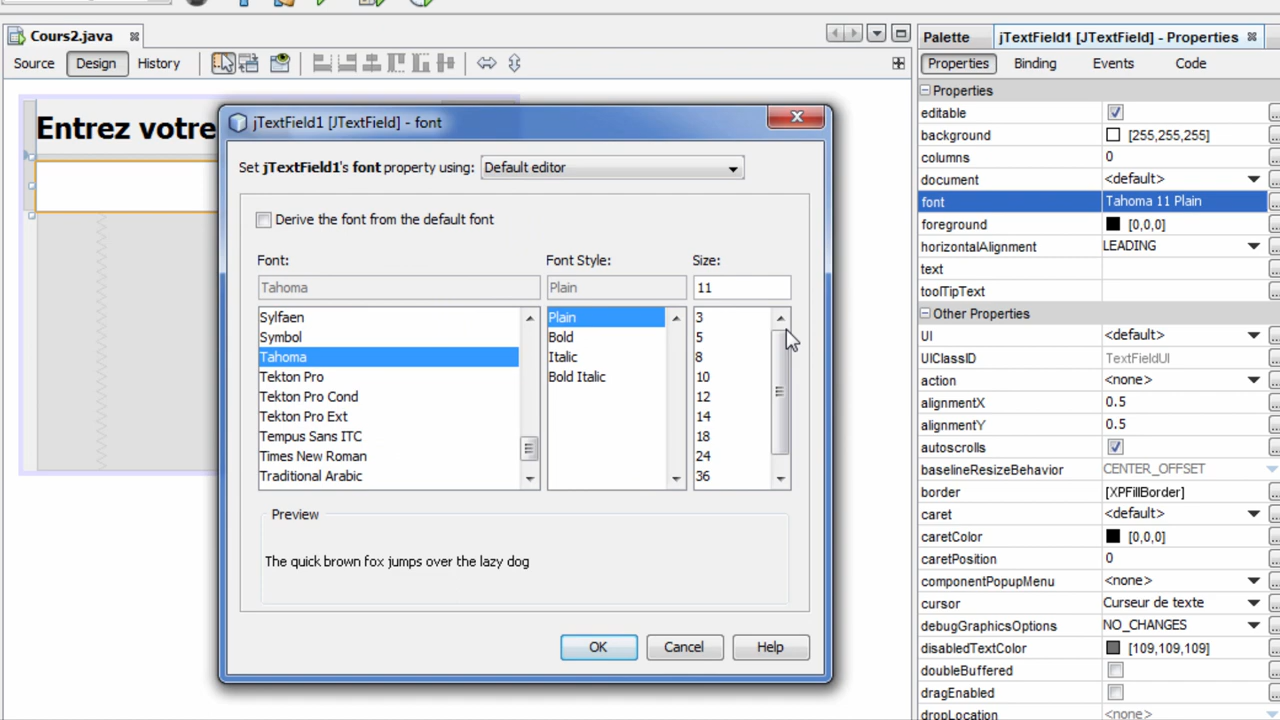 Cours2.java
Source Design History
Entrez votre
jTextField1 [JTextField] - font
Set jTextField1's font property using: Default editor
Derive the font from the default font
Font: Font Style: Size:
Tahoma Plain 11
Sylfaen Plain 3
Symbol Bold 5
Tahoma Italic 8
Tekton Pro Bold Italic 10
Tekton Pro Cond 12
Tekton Pro Ext 14
Tempus Sans ITC 18
Times New Roman 24
Traditional Arabic 36
Preview
The quick brown fox jumps over the lazy dog
OK Cancel Help
Palette jTextField1 [JTextField] - Properties
Properties Binding Events Code
Properties
editable ...
background [255,255,255] ...
columns 0 ...
document <default> ...
font Tahoma 11 Plain ...
foreground [0,0,0] ...
horizontalAlignment LEADING ...
text ...
toolTipText ...
Other Properties
UI <default> ...
UIClassID TextFieldUI ...
action <none> ...
alignmentX 0.5 ...
alignmentY 0.5 ...
autoscrolls ...
baselineResizeBehavior CENTER_OFFSET ...
border [XPFillBorder] ...
caret <default> ...
caretColor [0,0,0] ...
caretPosition 0 ...
componentPopupMenu <none> ...
cursor Curseur de texte ...
debugGraphicsOptions NO_CHANGES ...
disabledTextColor [109,109,109] ...
doubleBuffered ...
dragEnabled ...
dropLocation <none> ...